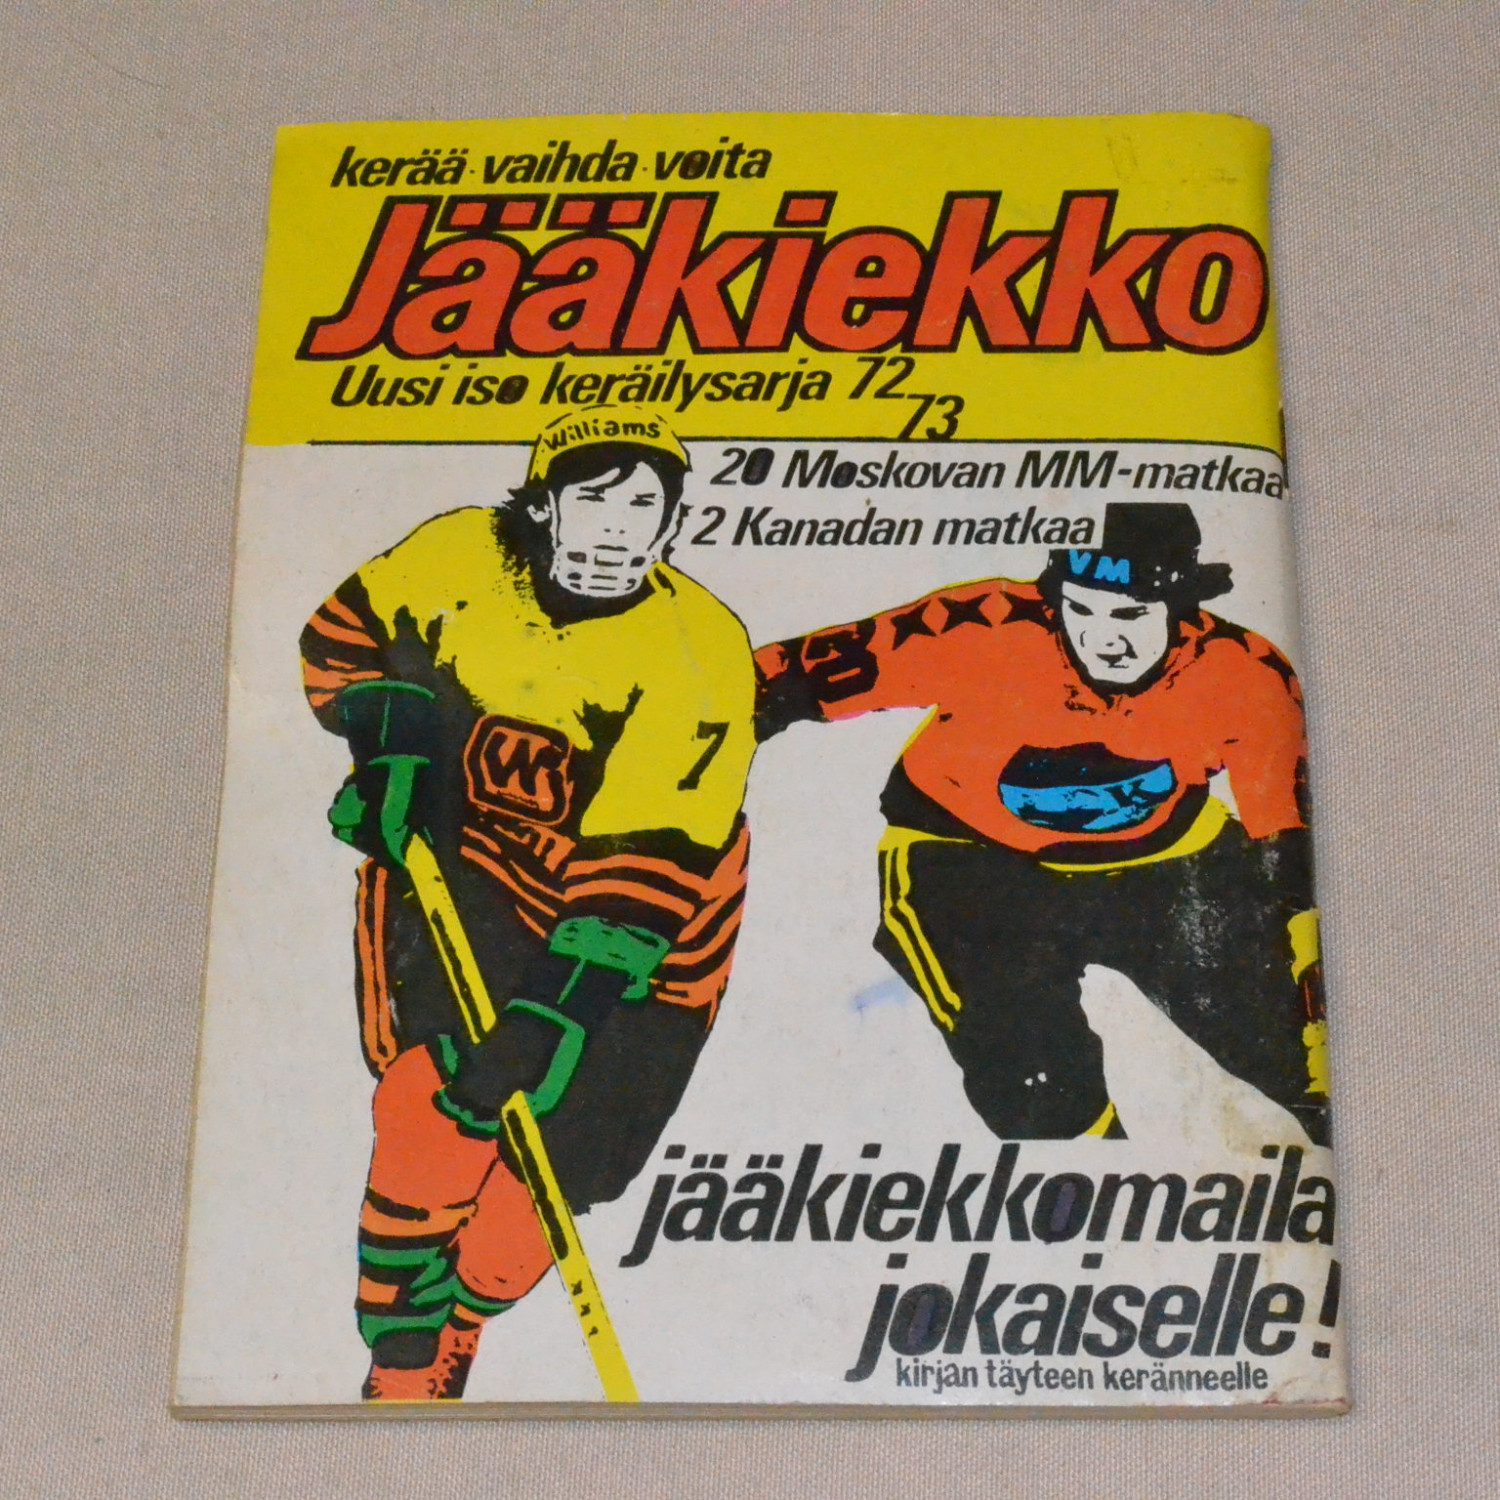 kerää · vaihda · voita
Jääkiekko
Uusi iso keräilysarja 72
73
Williams
20 Moskovan MM-matkaa
2 Kanadan matkaa
VM
3
7
W
K
jääkiekkomaila
jokaiselle!
kirjan täyteen keränneelle